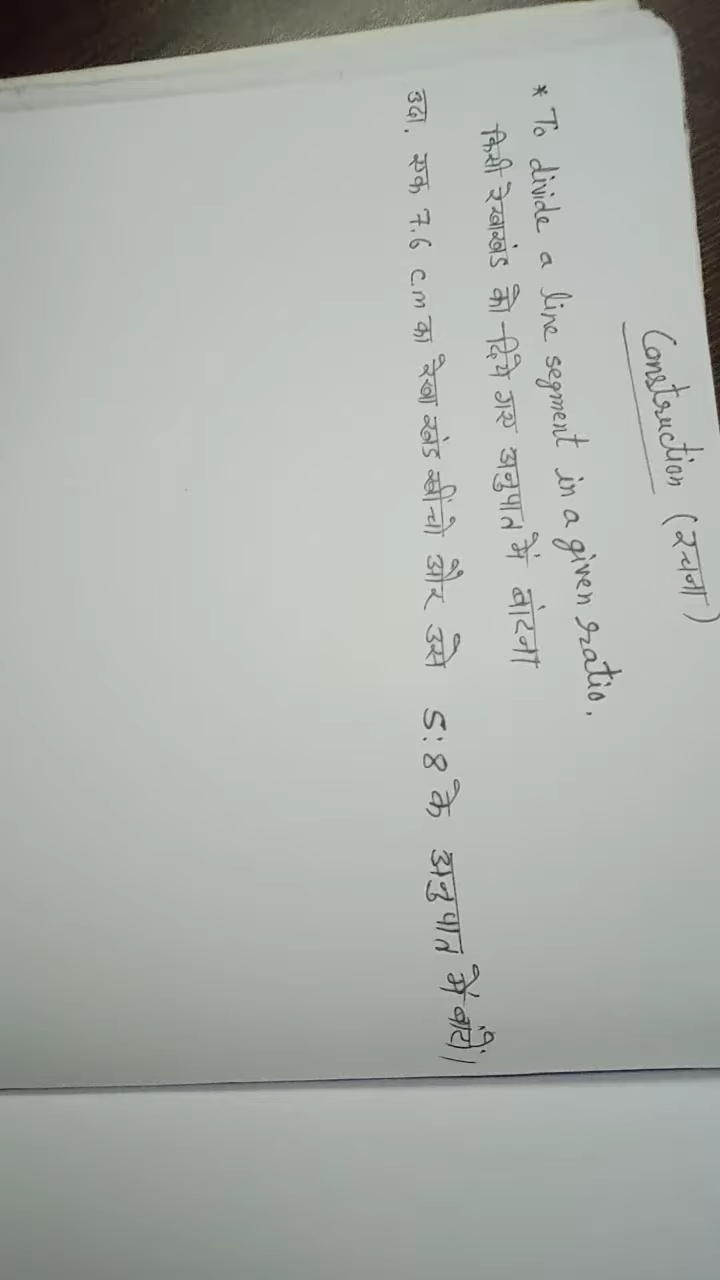 Construction (रचना)
* To divide a line segment in a given ratio.
किसी रेखाखंड को दिये गए अनुपात में बांटना
उदा. एक 7.6 c.m का रेखा खंड खींचो और उसे 5:8 के अनुपात में बांटों।